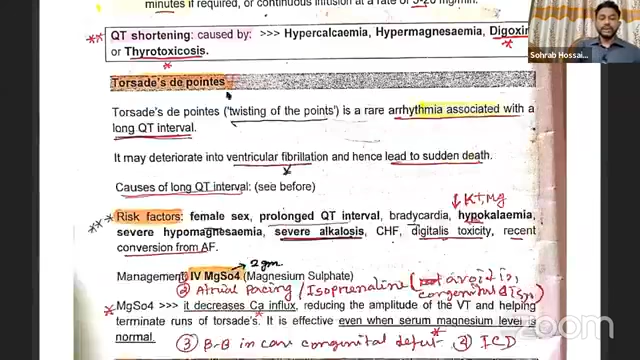 minutes if required, or continuous infusion at a rate of 5-20 mg/min.
** QT shortening: caused by: >>> Hypercalcaemia, Hypermagnesaemia, Digoxin
or Thyrotoxicosis.
Torsade's de pointes
Torsade's de pointes ('twisting of the points') is a rare arrhythmia associated with a
long QT interval.
It may deteriorate into ventricular fibrillation and hence lead to sudden death.
Causes of long QT interval: (see before)
↓ K+, Mg
Risk factors: female sex, prolonged QT interval, bradycardia, hypokalaemia,
severe hypomagnesaemia, severe alkalosis, CHF, digitalis toxicity, recent
conversion from AF.
2 gm
Management: ① IV MgSo4 (Magnesium Sulphate)
② Atrial Pacing / Isoprenaline ( avoid in
congenital
* MgSo4 >>> it decreases Ca influx, reducing the amplitude of the VT and helping
terminate runs of torsade's. It is effective even when serum magnesium level is
normal.
③ B-B in case congenital ICD
Sohrab Hossai...
zoom